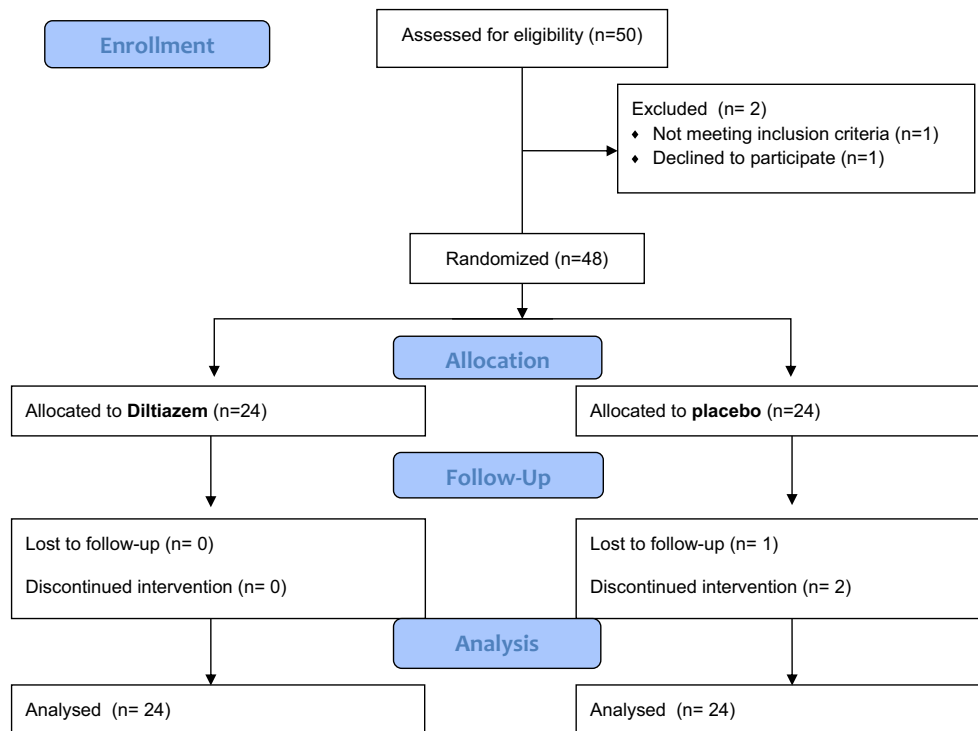 Enrollment
Assessed for eligibility (n=50)
Excluded (n= 2)
♦ Not meeting inclusion criteria (n=1)
♦ Declined to participate (n=1)
Randomized (n=48)
Allocation
Allocated to Diltiazem (n=24)
Allocated to placebo (n=24)
Follow-Up
Lost to follow-up (n= 0)
Discontinued intervention (n= 0)
Lost to follow-up (n= 1)
Discontinued intervention (n= 2)
Analysis
Analysed (n= 24)
Analysed (n= 24)